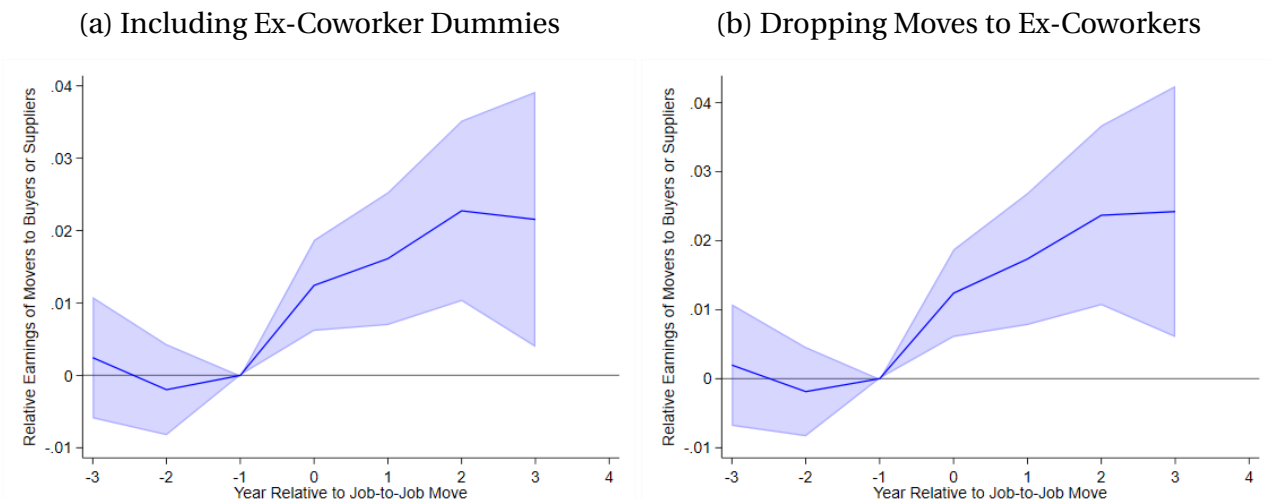 (a) Including Ex-Coworker Dummies
Relative Earnings of Movers to Buyers or Suppliers
.04
.03
.02
.01
0
-.01
-3 -2 -1 0 1 2 3 4
Year Relative to Job-to-Job Move
(b) Dropping Moves to Ex-Coworkers
Relative Earnings of Movers to Buyers or Suppliers
.04
.03
.02
.01
0
-.01
-3 -2 -1 0 1 2 3 4
Year Relative to Job-to-Job Move